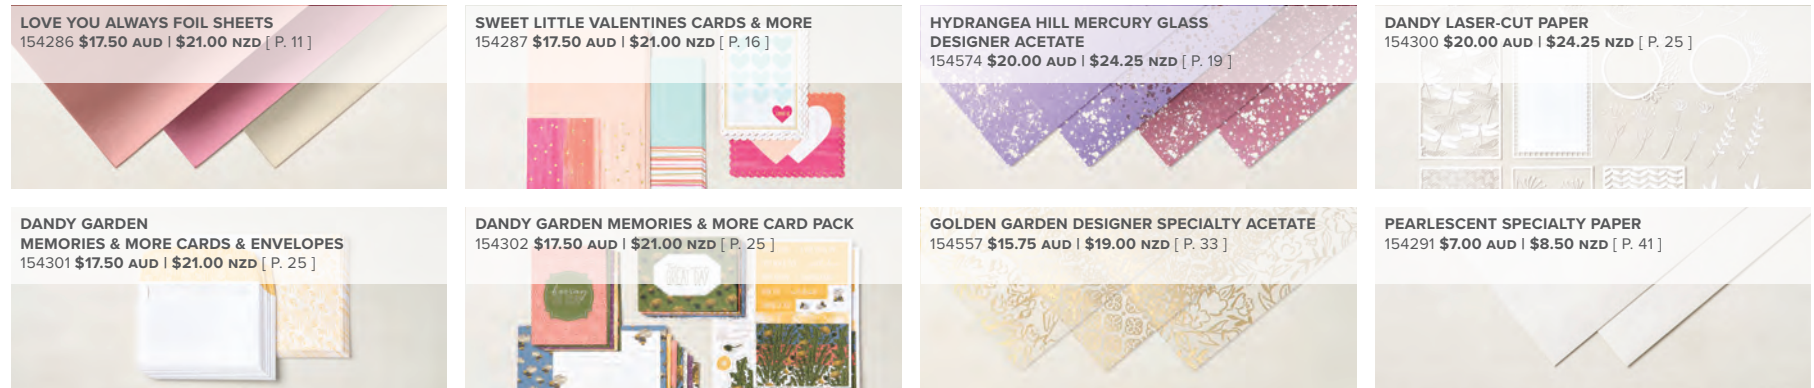 LOVE YOU ALWAYS FOIL SHEETS
154286 $17.50 AUD | $21.00 NZD [ P. 11 ]
SWEET LITTLE VALENTINES CARDS & MORE
154287 $17.50 AUD | $21.00 NZD [ P. 16 ]
HYDRANGEA HILL MERCURY GLASS
DESIGNER ACETATE
154574 $20.00 AUD | $24.25 NZD [ P. 19 ]
DANDY LASER-CUT PAPER
154300 $20.00 AUD | $24.25 NZD [ P. 25 ]
DANDY GARDEN
MEMORIES & MORE CARDS & ENVELOPES
154301 $17.50 AUD | $21.00 NZD [ P. 25 ]
DANDY GARDEN MEMORIES & MORE CARD PACK
154302 $17.50 AUD | $21.00 NZD [ P. 25 ]
GOLDEN GARDEN DESIGNER SPECIALTY ACETATE
154557 $15.75 AUD | $19.00 NZD [ P. 33 ]
PEARLESCENT SPECIALTY PAPER
154291 $7.00 AUD | $8.50 NZD [ P. 41 ]